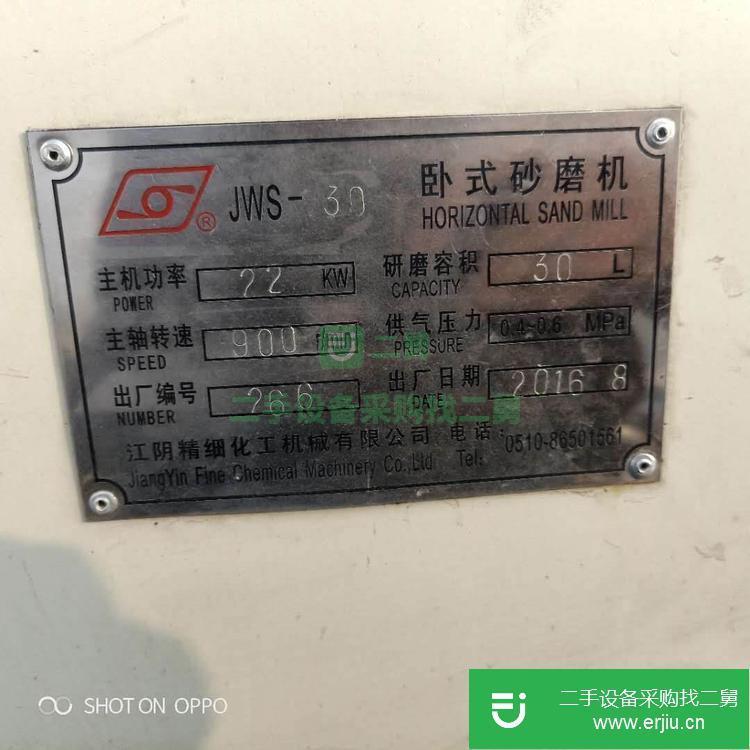 JWS-30 卧式砂磨机
® HORIZONTAL SAND MILL
主机功率 22 KW 研磨容积 30 L
POWER CAPACITY
主轴转速 900 供气压力 0.4~0.6 MPa
SPEED PRESSURE
出厂编号 266 出厂日期 2016 8
NUMBER DATE
江阴精细化工机械有限公司 电话: 0510-86501561
JiangYin Fine Chemical Machinery Co.,Ltd Tel:
二舅
二手设备采购找二舅
SHOT ON OPPO
二手设备采购找二舅
www.erjiu.cn